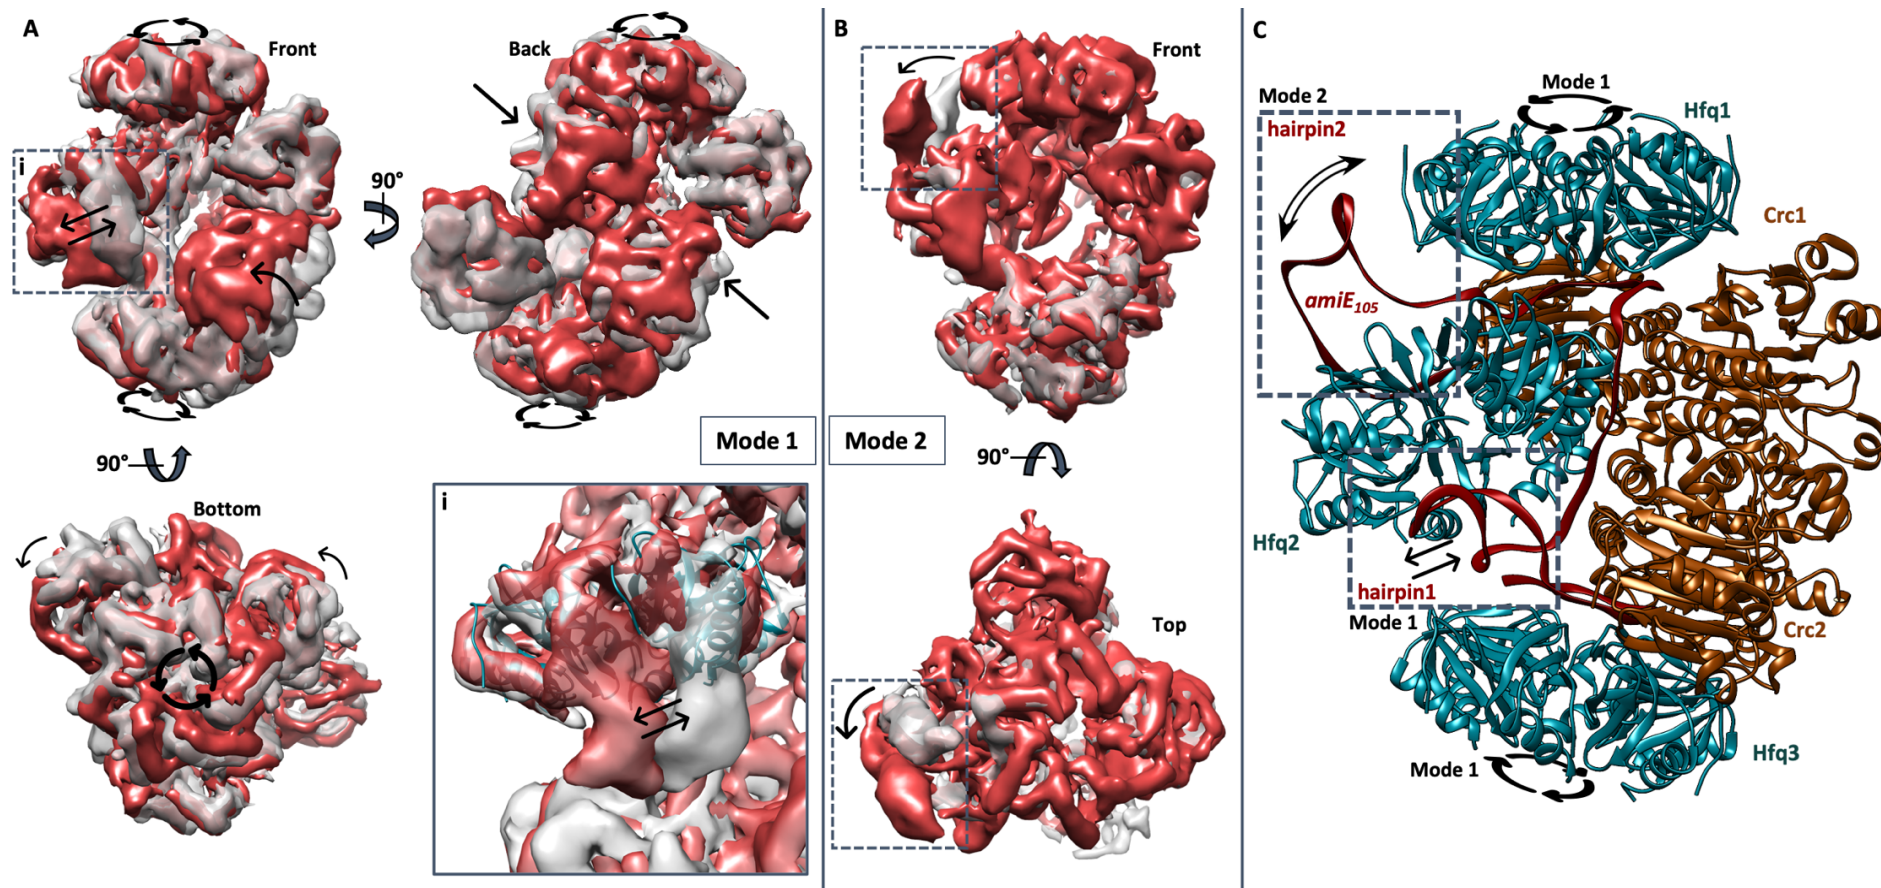 A
Front
Back
i
90°
90°
Bottom
Mode 1
i
B
Front
Mode 2
90°
Top
C
Mode 1
Mode 2
hairpin2
Hfq1
Crc1
amiE105
Hfq2
hairpin1
Mode 1
Crc2
Mode 1
Hfq3